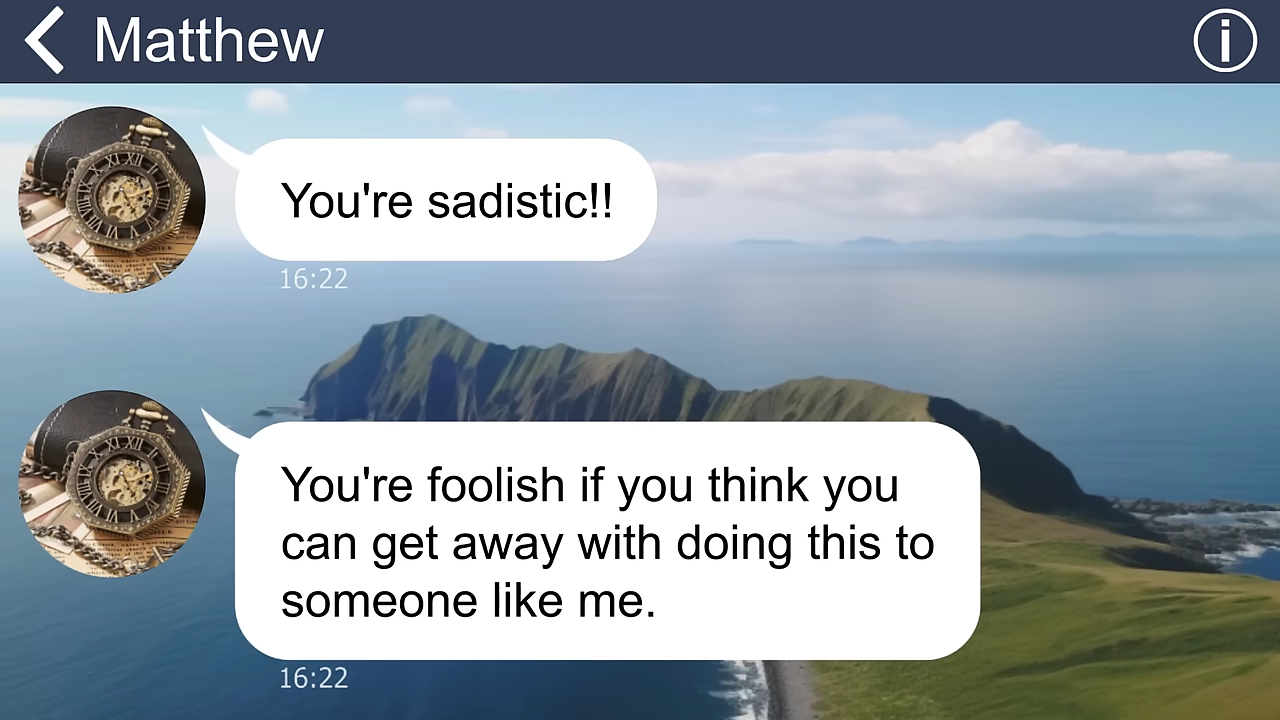 Matthew
You're sadistic!!
16:22
You're foolish if you think you
can get away with doing this to
someone like me.
16:22